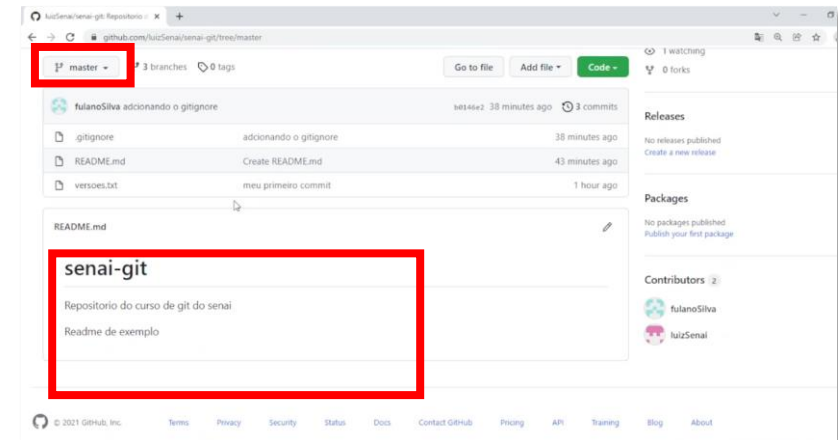 luizSenai/senai-git: Repositorio d
github.com/luizSenai/senai-git/tree/master
master
3 branches
0 tags
Go to file
Add file
Code
1 watching
0 forks
fulanoSilva adcionando o gitignore
38 minutes ago
3 commits
.gitignore
adcionando o gitignore
38 minutes ago
README.md
Create README.md
43 minutes ago
versoes.txt
meu primeiro commit
1 hour ago
Releases
No releases published
Create a new release
Packages
No packages published
Publish your first package
README.md
senai-git
Repositorio do curso de git do senai
Readme de exemplo
Contributors 2
fulanoSilva
luizSenai
© 2021 GitHub, Inc.
Terms
Privacy
Security
Status
Docs
Contact GitHub
Pricing
API
Training
Blog
About